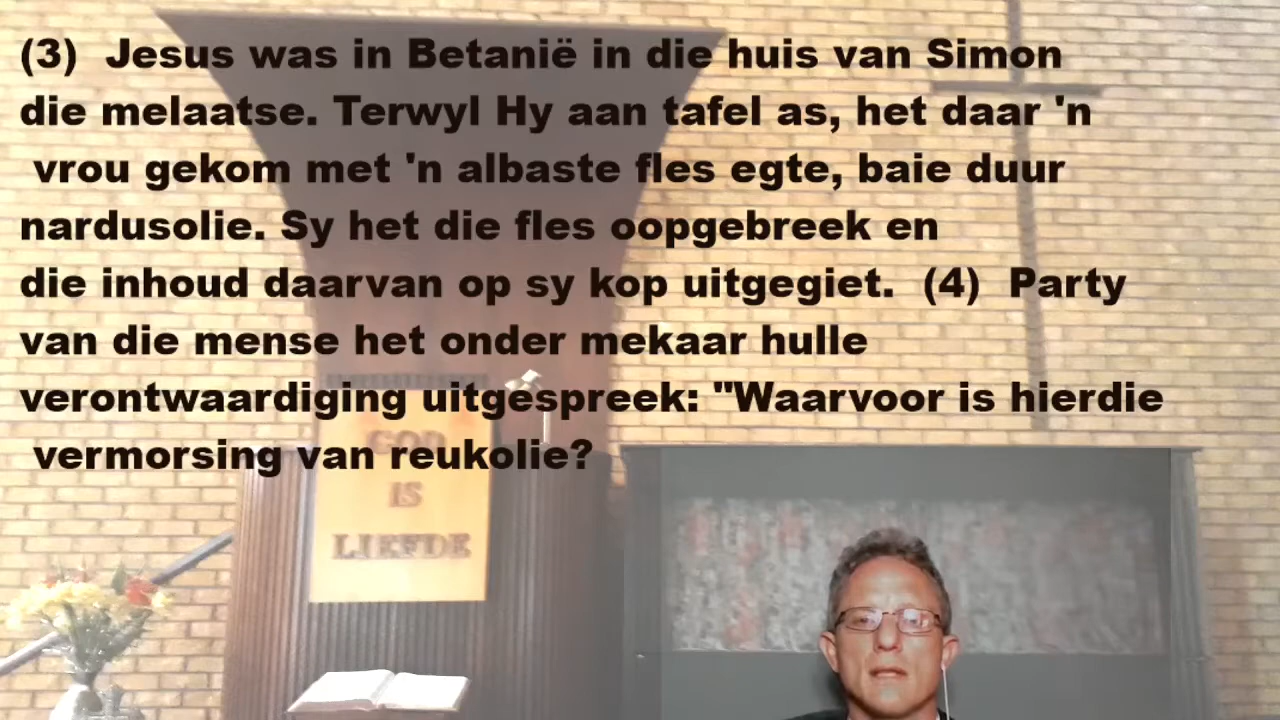 (3) Jesus was in Betanië in die huis van Simon
die melaatse. Terwyl Hy aan tafel as, het daar 'n
vrou gekom met 'n albaste fles egte, baie duur
nardusolie. Sy het die fles oopgebreek en
die inhoud daarvan op sy kop uitgegiet. (4) Party
van die mense het onder mekaar hulle
verontwaardiging uitgespreek: "Waarvoor is hierdie
vermorsing van reukolie?
GOD
IS
LIEFDE